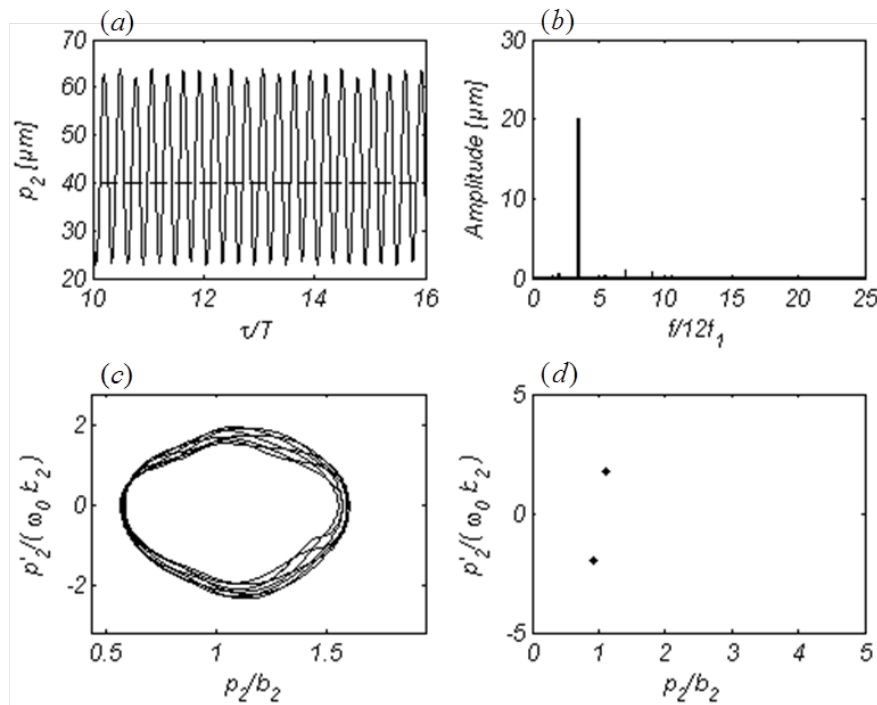 (a)
70
60
50
40
30
20
p₂ [μm]
10 12 14 16
τ/T
(b)
30
20
10
0
Amplitude [μm]
0 5 10 15 20 25
f/12f₁
(c)
2
0
-2
p'₂/( ω₀
0.5 1 1.5
p₂/b₂
(d)
5
0
-5
p'₂/( ω₀
0 1 2 3 4 5
p₂/b₂